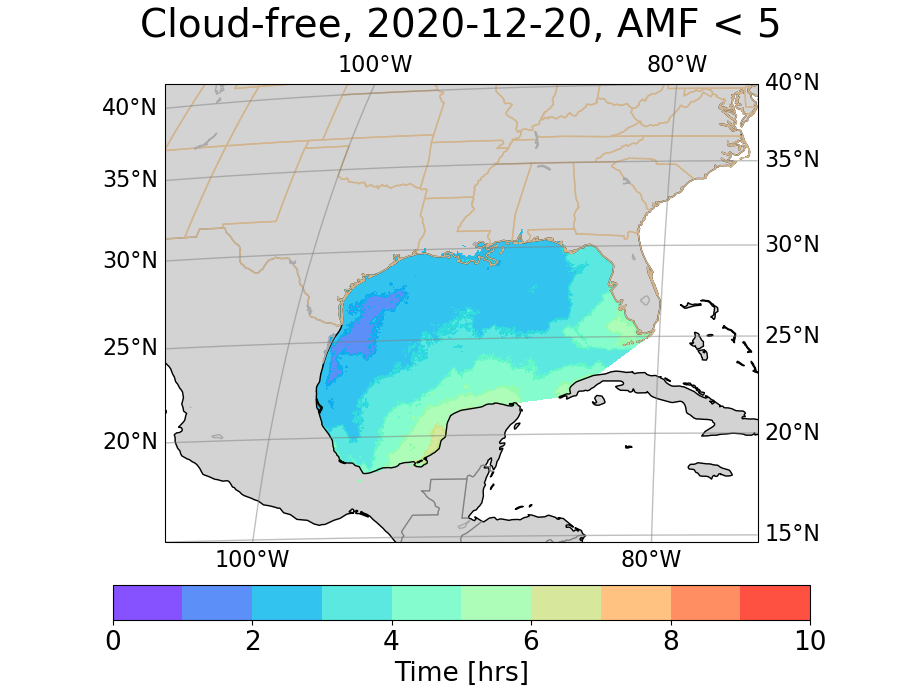 Cloud-free, 2020-12-20, AMF < 5
100°W 80°W
40°N 40°N
35°N 35°N
30°N 30°N
25°N 25°N
20°N 20°N
15°N
100°W 80°W
0 2 4 6 8 10
Time [hrs]